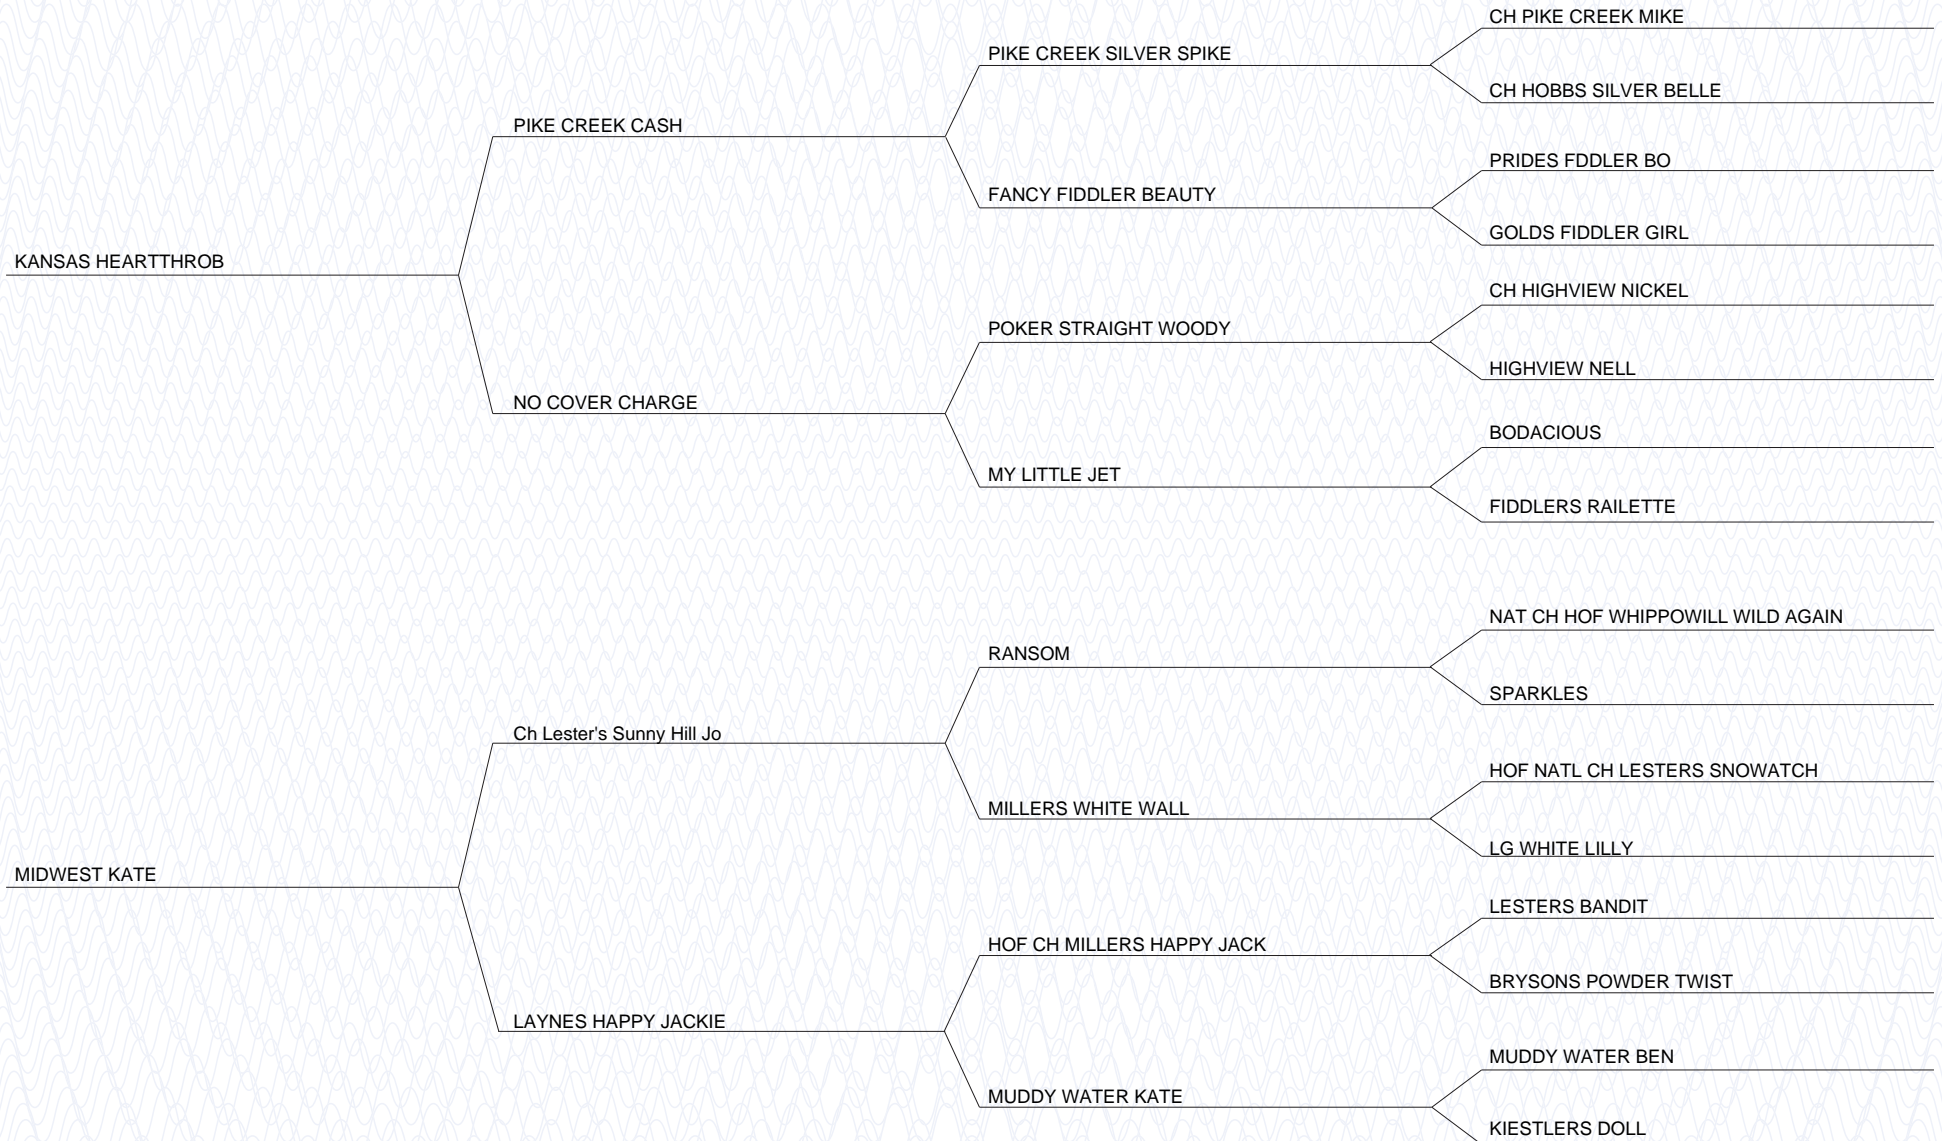 CH PIKE CREEK MIKE
PIKE CREEK SILVER SPIKE
CH HOBBS SILVER BELLE
PIKE CREEK CASH
PRIDES FDDLER BO
FANCY FIDDLER BEAUTY
GOLDS FIDDLER GIRL
KANSAS HEARTTHROB
CH HIGHVIEW NICKEL
POKER STRAIGHT WOODY
HIGHVIEW NELL
NO COVER CHARGE
BODACIOUS
MY LITTLE JET
FIDDLERS RAILETTE
NAT CH HOF WHIPPOWILL WILD AGAIN
RANSOM
SPARKLES
Ch Lester's Sunny Hill Jo
HOF NATL CH LESTERS SNOWATCH
MILLERS WHITE WALL
LG WHITE LILLY
MIDWEST KATE
LESTERS BANDIT
HOF CH MILLERS HAPPY JACK
BRYSONS POWDER TWIST
LAYNES HAPPY JACKIE
MUDDY WATER BEN
MUDDY WATER KATE
KIESTLERS DOLL